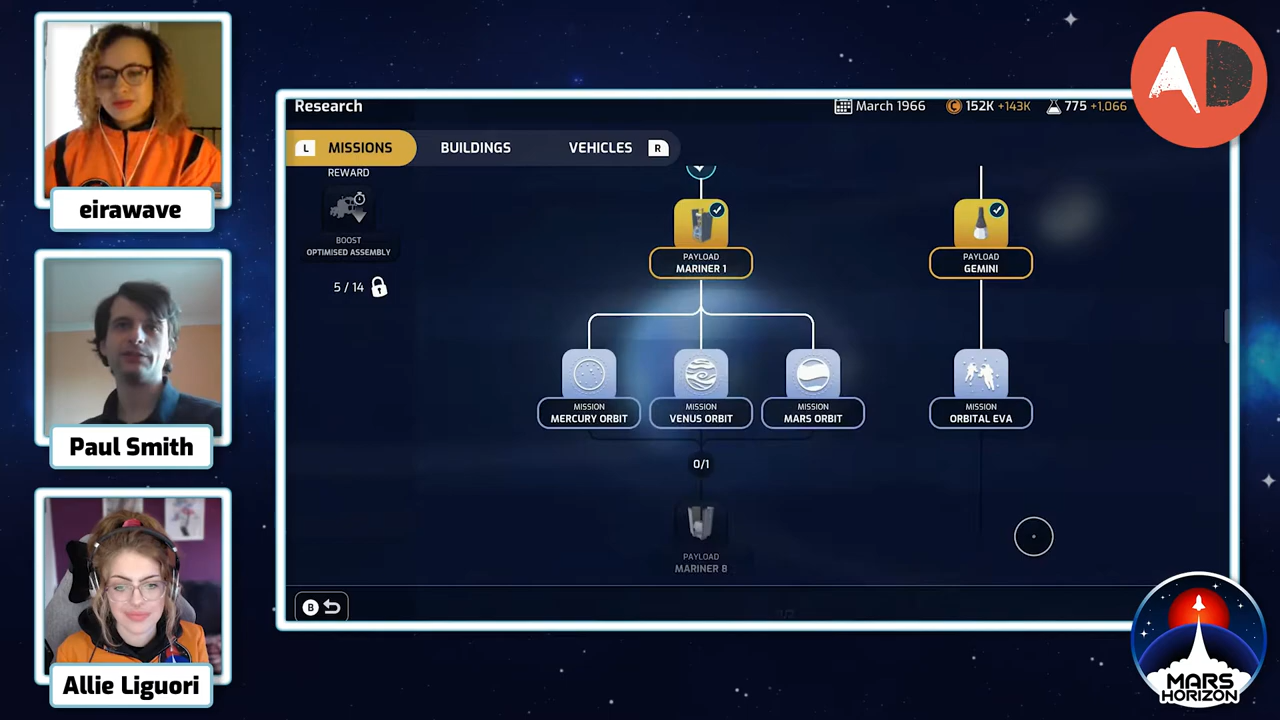 eirawave
Paul Smith
Allie Liguori
Research
March 1966
152K +143K
775 +1,066
L MISSIONS
BUILDINGS
VEHICLES R
REWARD
BOOST
OPTIMISED ASSEMBLY
5 / 14
PAYLOAD
MARINER 1
PAYLOAD
GEMINI
MISSION
MERCURY ORBIT
MISSION
VENUS ORBIT
MISSION
MARS ORBIT
MISSION
ORBITAL EVA
0/1
PAYLOAD
MARINER B
B
AD
MARS
HORIZON